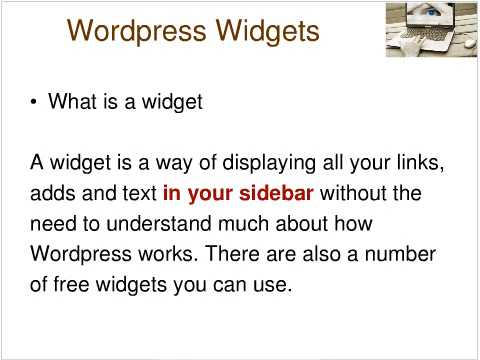 Wordpress Widgets
• What is a widget
A widget is a way of displaying all your links,
adds and text in your sidebar without the
need to understand much about how
Wordpress works. There are also a number
of free widgets you can use.